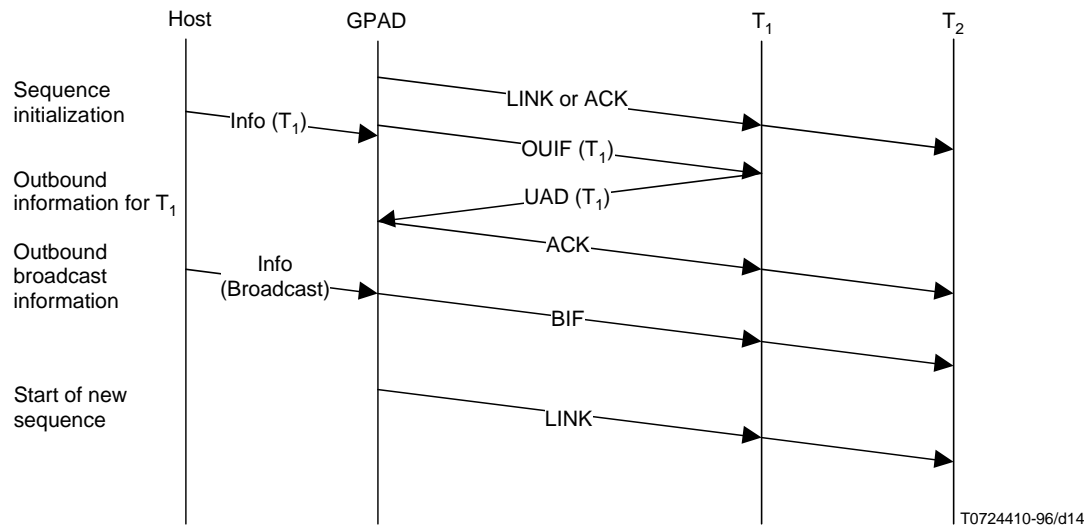 Host
GPAD
T₁
T₂
Sequence
initialization
LINK or ACK
Info (T₁)
OUIF (T₁)
Outbound
information for T₁
UAD (T₁)
ACK
Outbound
broadcast
information
Info
(Broadcast)
BIF
Start of new
sequence
LINK
T0724410-96/d14